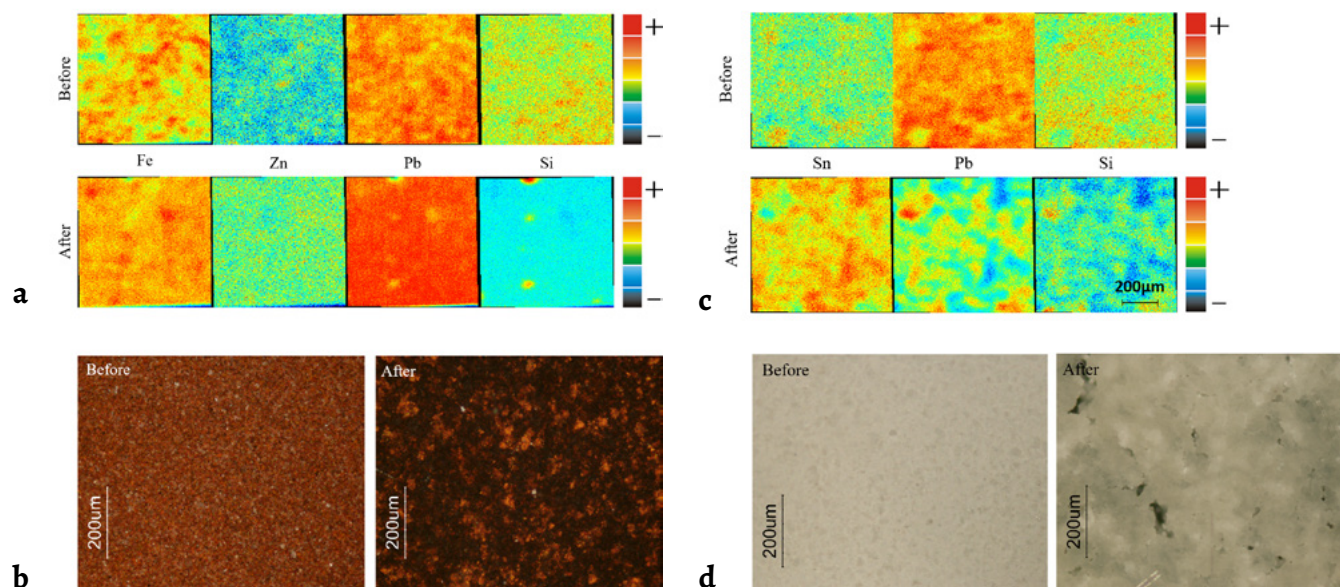 Before
+
−
Fe Zn Pb Si
After
+
−
a
Before
+
−
Sn Pb Si
After
200µm
+
−
c
Before
200um
After
200um
b
Before
200um
After
200um
d